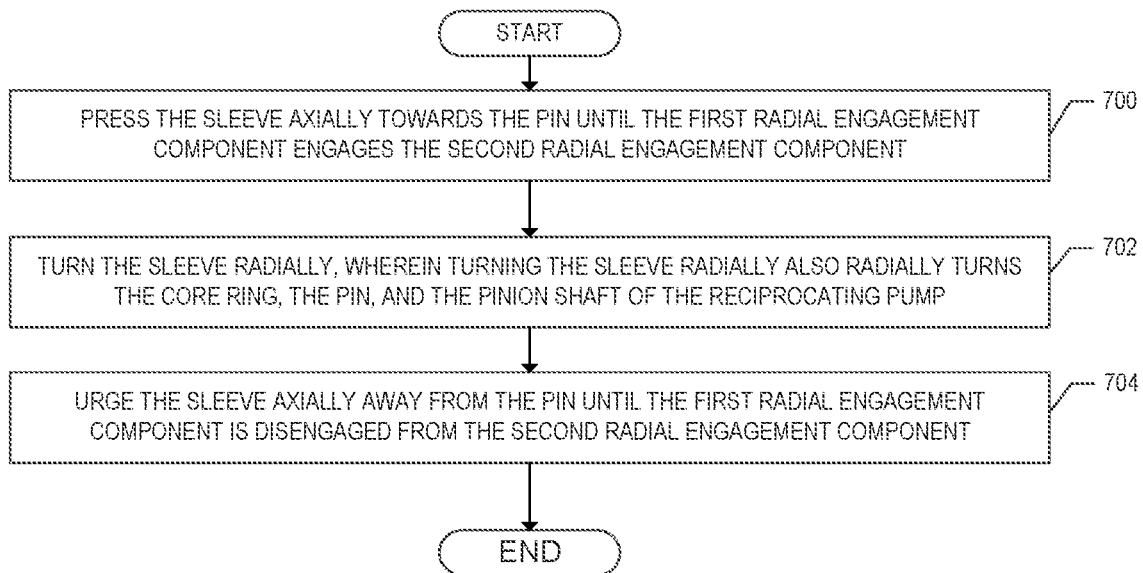 START
PRESS THE SLEEVE AXIALLY TOWARDS THE PIN UNTIL THE FIRST RADIAL ENGAGEMENT
COMPONENT ENGAGES THE SECOND RADIAL ENGAGEMENT COMPONENT
700
TURN THE SLEEVE RADIALLY, WHEREIN TURNING THE SLEEVE RADIALLY ALSO RADIALLY TURNS
THE CORE RING, THE PIN, AND THE PINION SHAFT OF THE RECIPROCATING PUMP
702
URGE THE SLEEVE AXIALLY AWAY FROM THE PIN UNTIL THE FIRST RADIAL ENGAGEMENT
COMPONENT IS DISENGAGED FROM THE SECOND RADIAL ENGAGEMENT COMPONENT
704
END